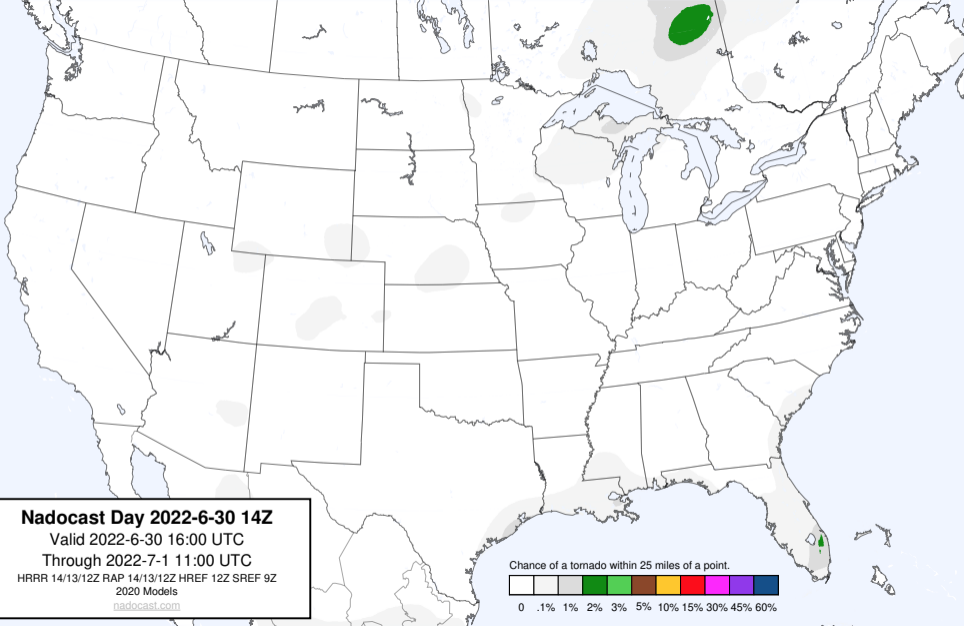 Nadocast Day 2022-6-30 14Z
Valid 2022-6-30 16:00 UTC
Through 2022-7-1 11:00 UTC
HRRR 14/13/12Z RAP 14/13/12Z HREF 12Z SREF 9Z
2020 Models
nadocast.com
Chance of a tornado within 25 miles of a point.
0 .1% 1% 2% 3% 5% 10% 15% 30% 45% 60%